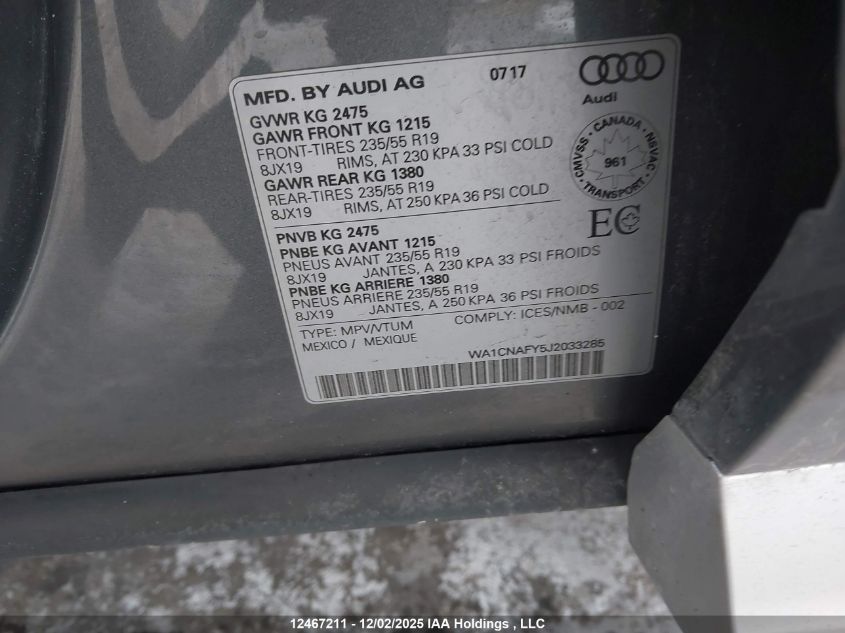 MFD. BY AUDI AG 0717
Audi
GVWR KG 2475
GAWR FRONT KG 1215
FRONT-TIRES 235/55 R19
8JX19 RIMS, AT 230 KPA 33 PSI COLD
GAWR REAR KG 1380
REAR-TIRES 235/55 R19
8JX19 RIMS, AT 250 KPA 36 PSI COLD
CMVSS • CANADA • NSVAC
961
• TRANSPORT •
EC
PNVB KG 2475
PNBE KG AVANT 1215
PNEUS AVANT 235/55 R19
8JX19 JANTES, A 230 KPA 33 PSI FROIDS
PNBE KG ARRIERE 1380
PNEUS ARRIERE 235/55 R19
8JX19 JANTES, A 250 KPA 36 PSI FROIDS
TYPE: MPV/VTUM COMPLY: ICES/NMB - 002
MEXICO / MEXIQUE
WA1CNAFY5J2033285
12467211 - 12/02/2025 IAA Holdings, LLC